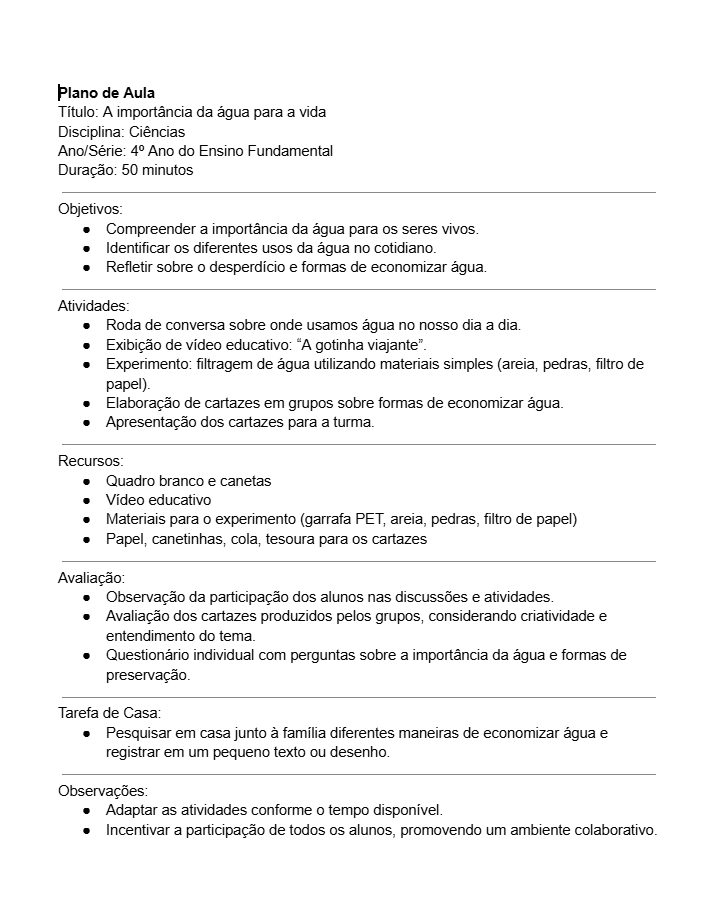 Plano de Aula
Título: A importância da água para a vida
Disciplina: Ciências
Ano/Série: 4º Ano do Ensino Fundamental
Duração: 50 minutos
Objetivos:
● Compreender a importância da água para os seres vivos.
● Identificar os diferentes usos da água no cotidiano.
● Refletir sobre o desperdício e formas de economizar água.
Atividades:
● Roda de conversa sobre onde usamos água no nosso dia a dia.
● Exibição de vídeo educativo: “A gotinha viajante”.
● Experimento: filtragem de água utilizando materiais simples (areia, pedras, filtro de
papel).
● Elaboração de cartazes em grupos sobre formas de economizar água.
● Apresentação dos cartazes para a turma.
Recursos:
● Quadro branco e canetas
● Vídeo educativo
● Materiais para o experimento (garrafa PET, areia, pedras, filtro de papel)
● Papel, canetinhas, cola, tesoura para os cartazes
Avaliação:
● Observação da participação dos alunos nas discussões e atividades.
● Avaliação dos cartazes produzidos pelos grupos, considerando criatividade e
entendimento do tema.
● Questionário individual com perguntas sobre a importância da água e formas de
preservação.
Tarefa de Casa:
● Pesquisar em casa junto à família diferentes maneiras de economizar água e
registrar em um pequeno texto ou desenho.
Observações:
● Adaptar as atividades conforme o tempo disponível.
● Incentivar a participação de todos os alunos, promovendo um ambiente colaborativo.